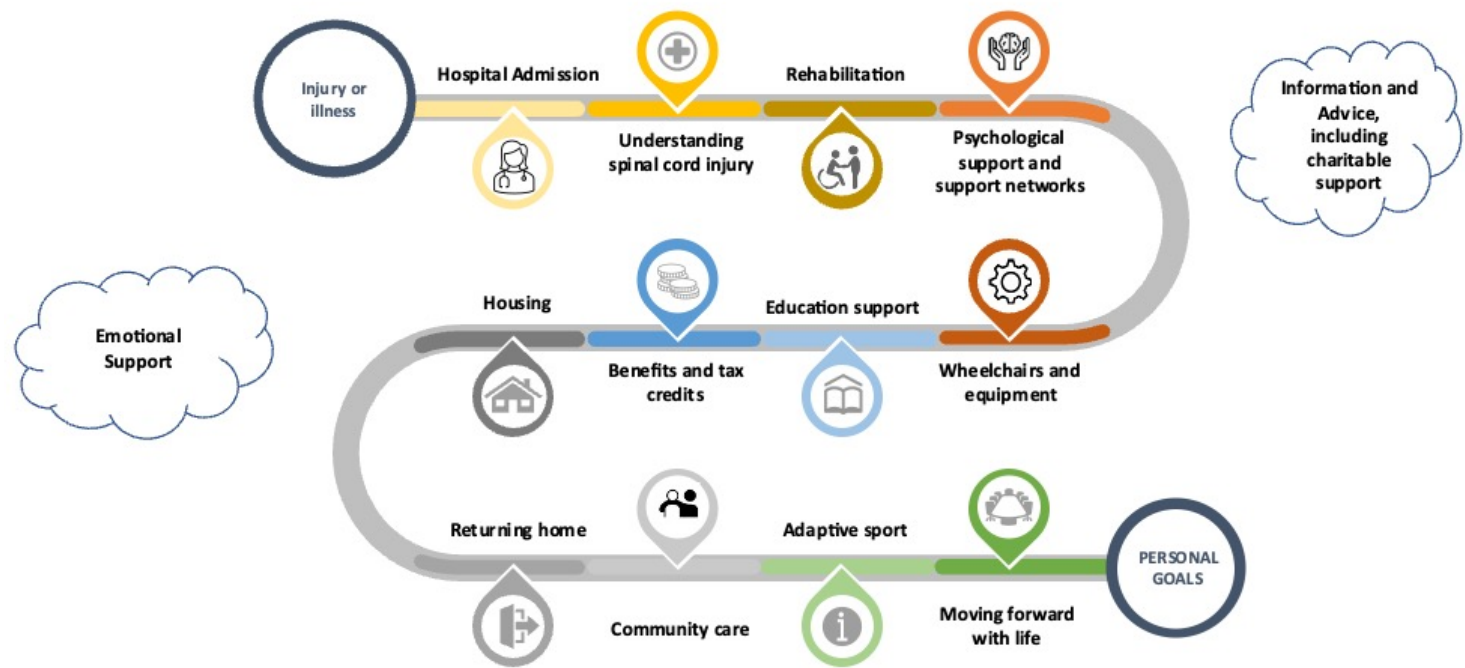 Injury or
illness
Hospital Admission
Understanding
spinal cord injury
Rehabilitation
Psychological
support and
support networks
Information and
Advice,
including
charitable
support
Wheelchairs and
equipment
Education support
Benefits and tax
credits
Housing
Emotional
Support
Returning home
Community care
Adaptive sport
Moving forward
with life
PERSONAL
GOALS